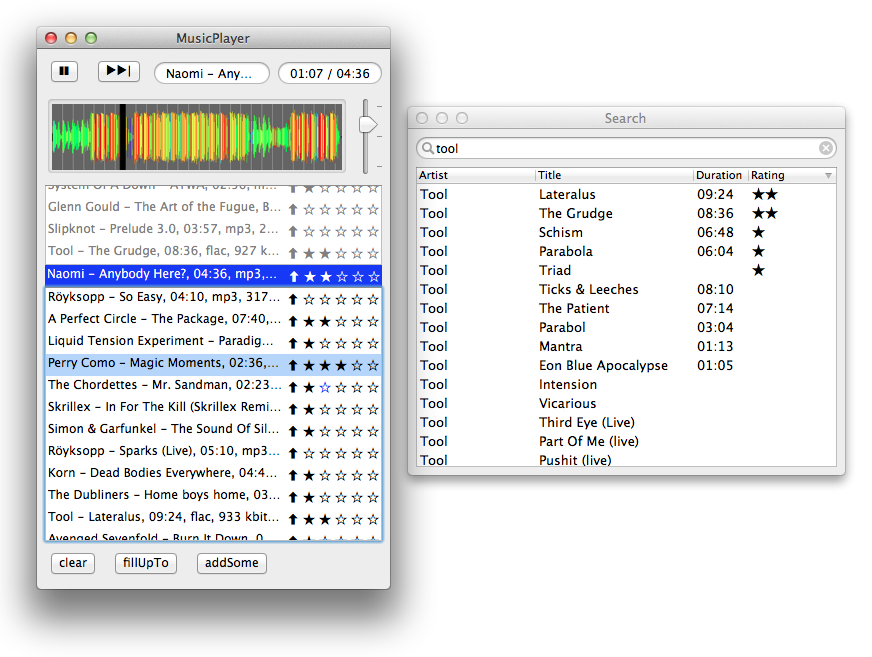 MusicPlayer
Naomi – Any...
01:07 / 04:36
System Of A Down – ATWA, 02:56, m...
Glenn Gould – The Art of the Fugue, B...
Slipknot – Prelude 3.0, 03:57, mp3, 2...
Tool – The Grudge, 08:36, flac, 927 k...
Naomi – Anybody Here?, 04:36, mp3,...
Röyksopp – So Easy, 04:10, mp3, 317...
A Perfect Circle – The Package, 07:40,...
Liquid Tension Experiment – Paradig...
Perry Como – Magic Moments, 02:36,...
The Chordettes – Mr. Sandman, 02:23...
Skrillex – In For The Kill (Skrillex Remi...
Simon & Garfunkel – The Sound Of Sil...
Röyksopp – Sparks (Live), 05:10, mp3...
Korn – Dead Bodies Everywhere, 04:4...
The Dubliners – Home boys home, 03...
Tool – Lateralus, 09:24, flac, 933 kbit...
Avenged Sevenfold – Burn It Down, 0...
clear
fillUpTo
addSome
Search
tool
Artist Title Duration Rating
Tool Lateralus 09:24 ★★
Tool The Grudge 08:36 ★★
Tool Schism 06:48 ★
Tool Parabola 06:04 ★
Tool Triad ★
Tool Ticks & Leeches 08:10
Tool The Patient 07:14
Tool Parabol 03:04
Tool Mantra 01:13
Tool Eon Blue Apocalypse 01:05
Tool Intension
Tool Vicarious
Tool Third Eye (Live)
Tool Part Of Me (live)
Tool Pushit (live)